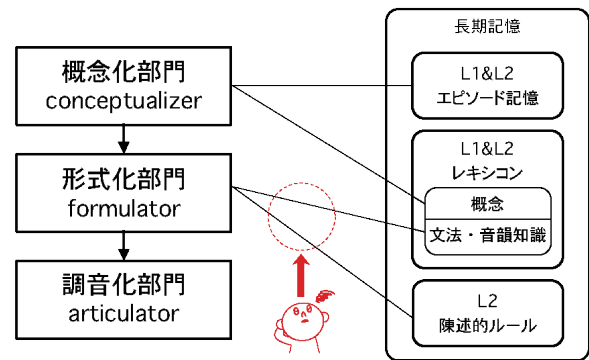 概念化部門
conceptualizer
形式化部門
formulator
調音化部門
articulator
長期記憶
L1&L2
エピソード記憶
L1&L2
レキシコン
概念
文法・音韻知識
L2
陳述的ルール